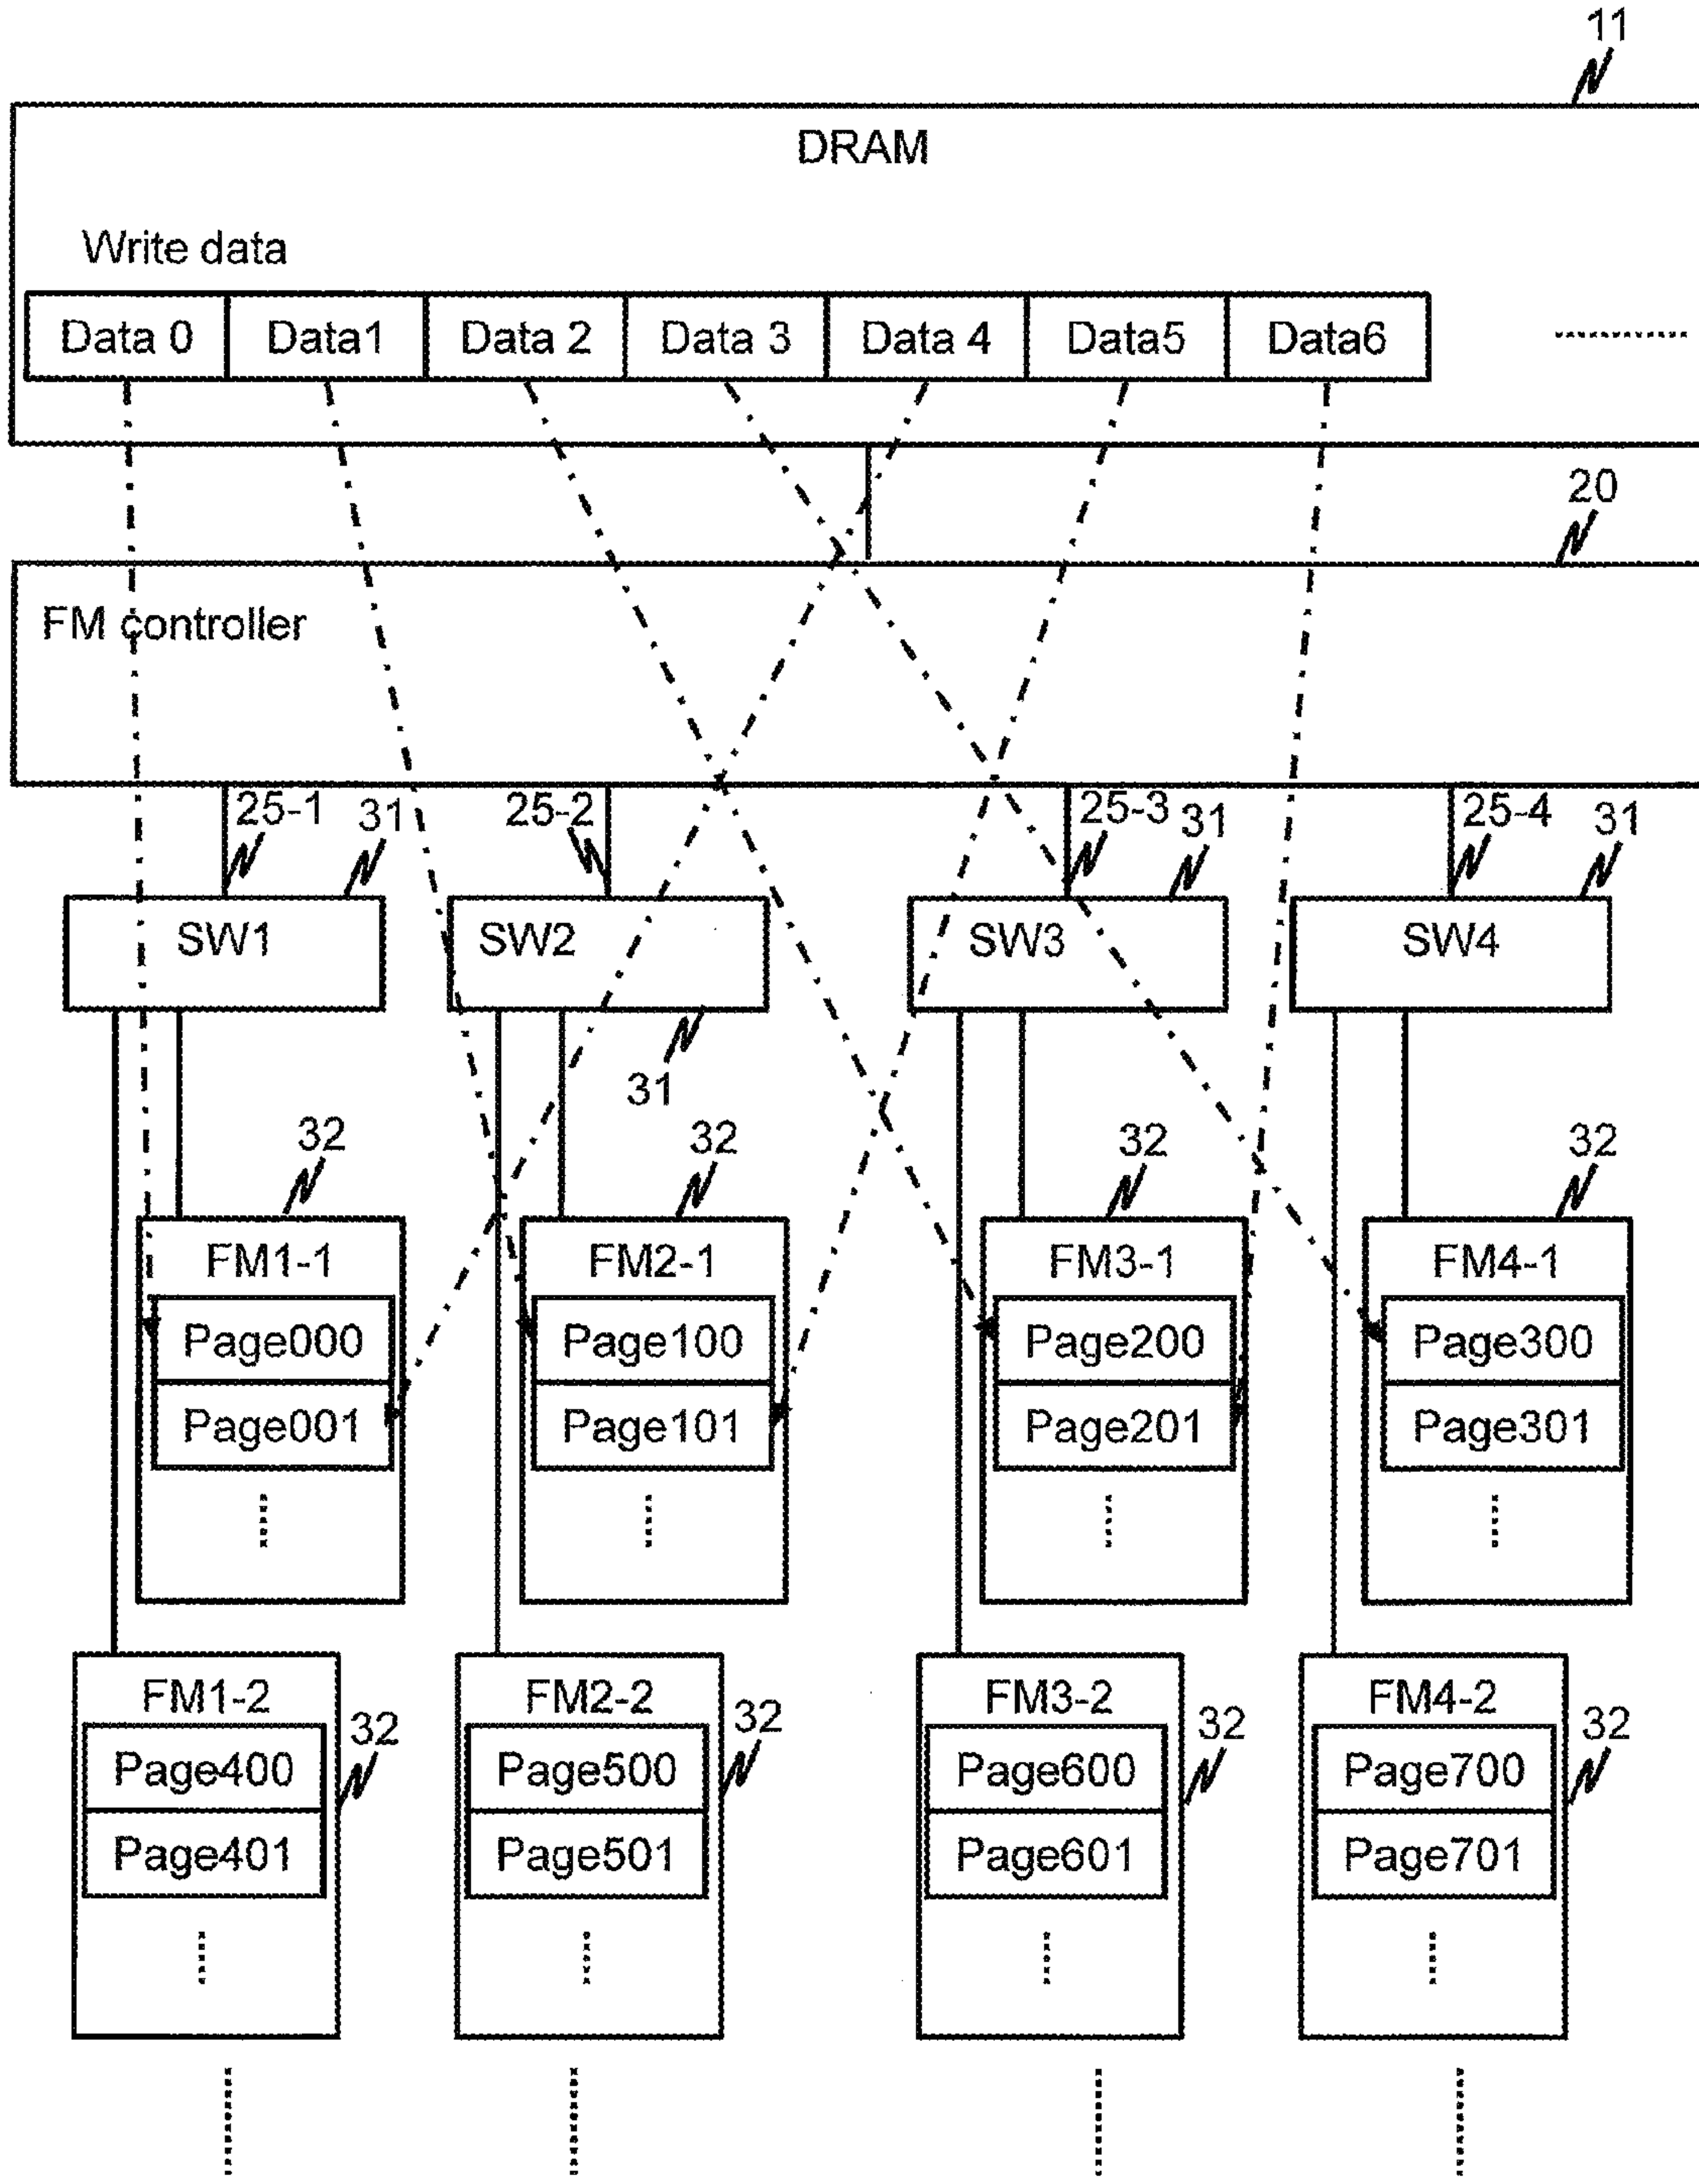 11
DRAM
Write data
Data 0 Data1 Data 2 Data 3 Data 4 Data5 Data6
20
FM controller
25-1 31 25-2 25-3 31 25-4 31
SW1 SW2 SW3 SW4
31
32 32 32 32
FM1-1 FM2-1 FM3-1 FM4-1
Page000 Page100 Page200 Page300
Page001 Page101 Page201 Page301
FM1-2 FM2-2 FM3-2 FM4-2
32 32 32 32
Page400 Page500 Page600 Page700
Page401 Page501 Page601 Page701